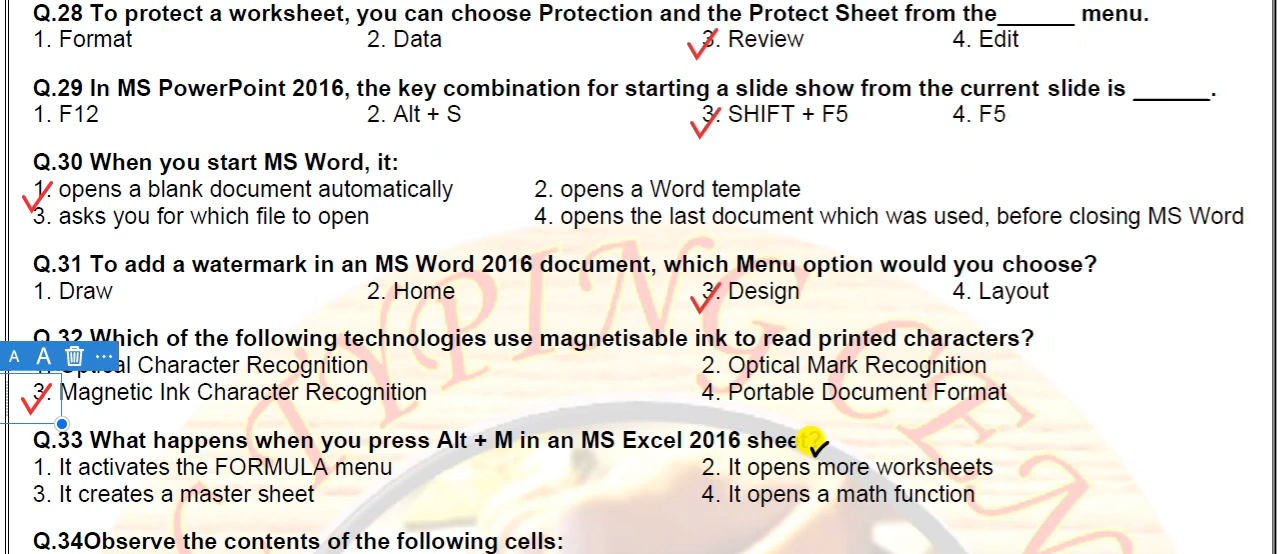 Q.28 To protect a worksheet, you can choose Protection and the Protect Sheet from the______ menu.
1. Format 2. Data 3. Review 4. Edit
Q.29 In MS PowerPoint 2016, the key combination for starting a slide show from the current slide is ______.
1. F12 2. Alt + S 3. SHIFT + F5 4. F5
Q.30 When you start MS Word, it:
1. opens a blank document automatically 2. opens a Word template
3. asks you for which file to open 4. opens the last document which was used, before closing MS Word
Q.31 To add a watermark in an MS Word 2016 document, which Menu option would you choose?
1. Draw 2. Home 3. Design 4. Layout
Q.32 Which of the following technologies use magnetisable ink to read printed characters?
A A ...
1. Optical Character Recognition 2. Optical Mark Recognition
3. Magnetic Ink Character Recognition 4. Portable Document Format
Q.33 What happens when you press Alt + M in an MS Excel 2016 sheet?
1. It activates the FORMULA menu 2. It opens more worksheets
3. It creates a master sheet 4. It opens a math function
Q.34Observe the contents of the following cells:
TYPING CEN